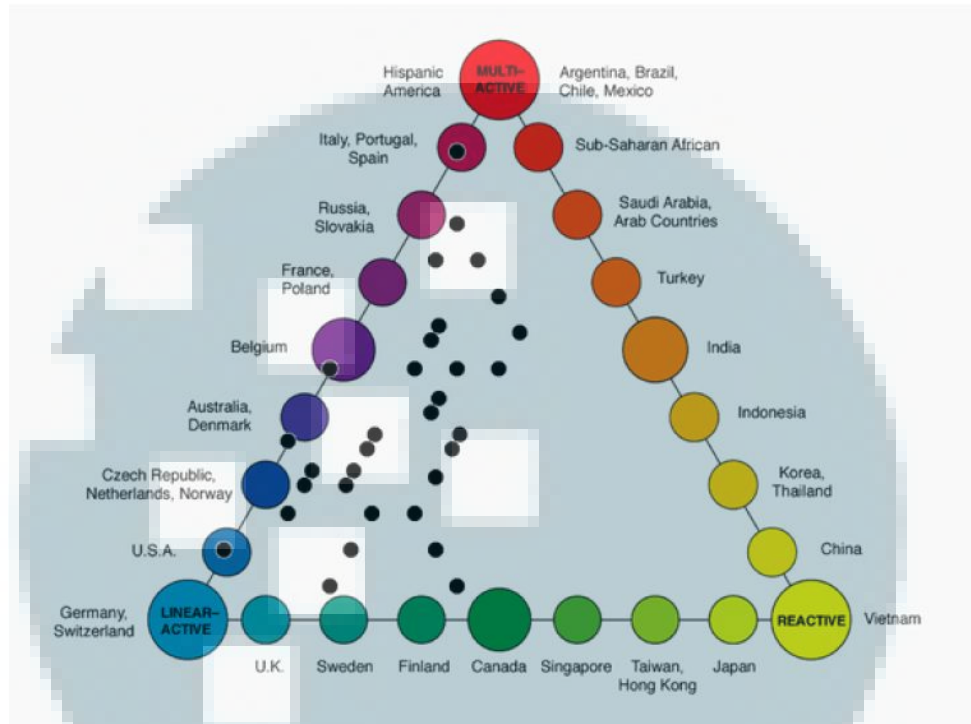 Hispanic
America
MULTI–
ACTIVE
Argentina, Brazil,
Chile, Mexico
Italy, Portugal,
Spain
Sub-Saharan African
Russia,
Slovakia
Saudi Arabia,
Arab Countries
France,
Poland
Turkey
Belgium
India
Australia,
Denmark
Indonesia
Czech Republic,
Netherlands, Norway
Korea,
Thailand
U.S.A.
China
Germany,
Switzerland
LINEAR–
ACTIVE
REACTIVE
Vietnam
U.K.
Sweden
Finland
Canada
Singapore
Taiwan,
Hong Kong
Japan